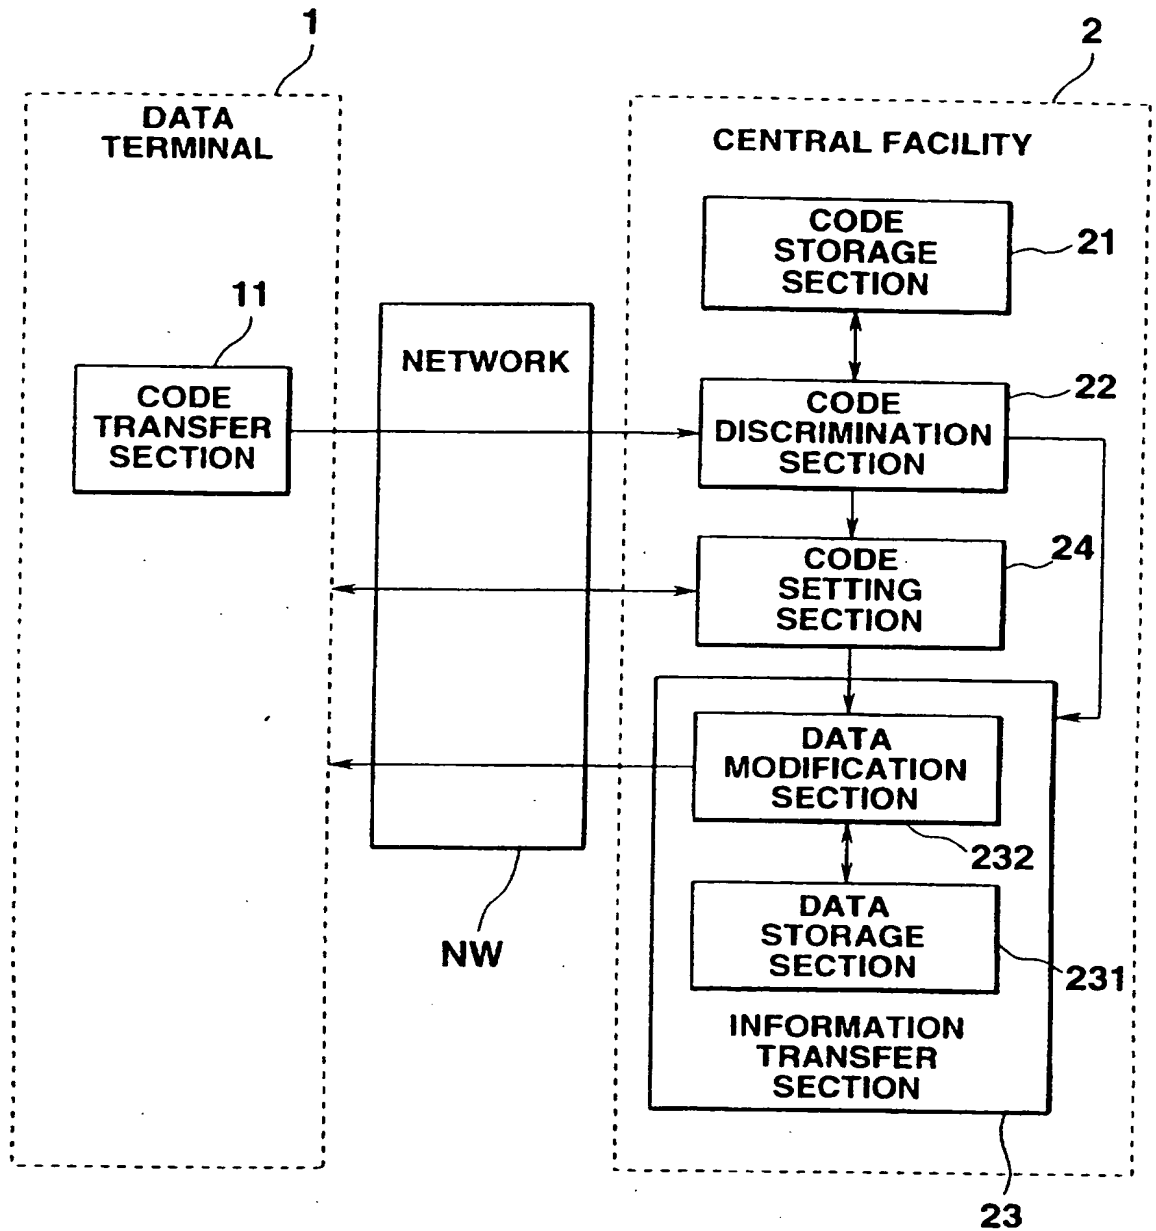 1
2
DATA
TERMINAL
CENTRAL FACILITY
CODE
STORAGE
SECTION
21
11
NETWORK
CODE
TRANSFER
SECTION
CODE
DISCRIMINATION
SECTION
22
CODE
SETTING
SECTION
24
DATA
MODIFICATION
SECTION
232
DATA
STORAGE
SECTION
231
NW
INFORMATION
TRANSFER
SECTION
23